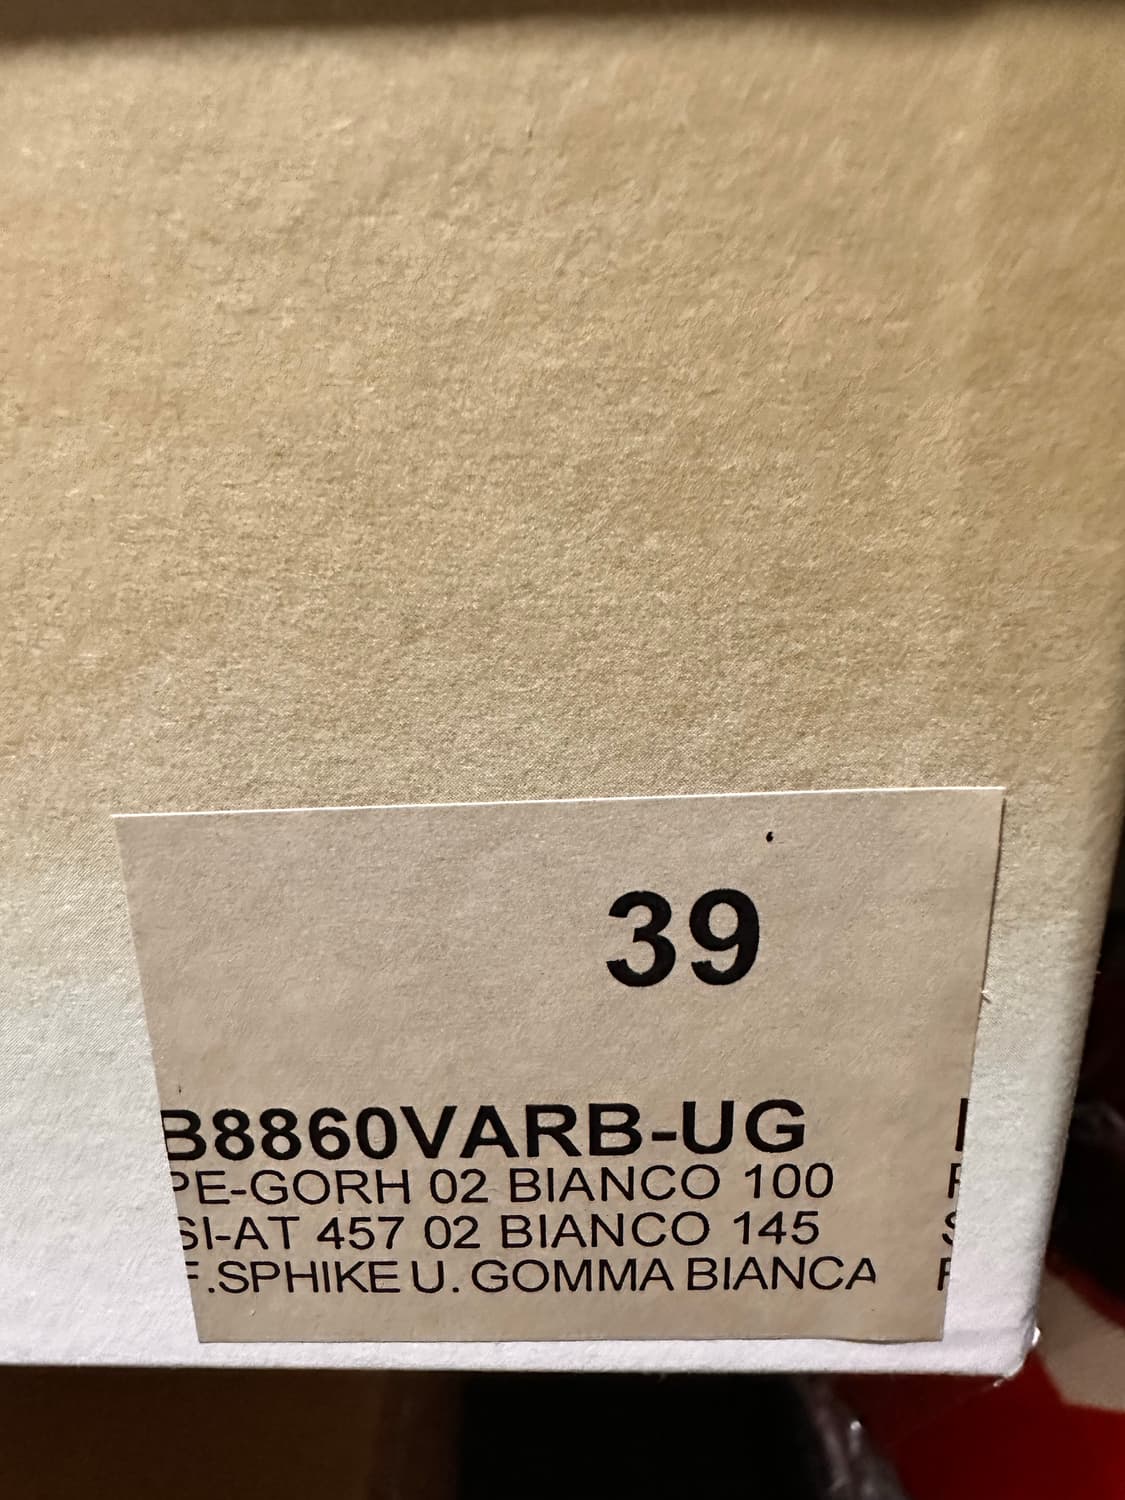 39
B8860VARB-UG
PE-GORH 02 BIANCO 100
SI-AT 457 02 BIANCO 145
F.SPHIKE U. GOMMA BIANCA